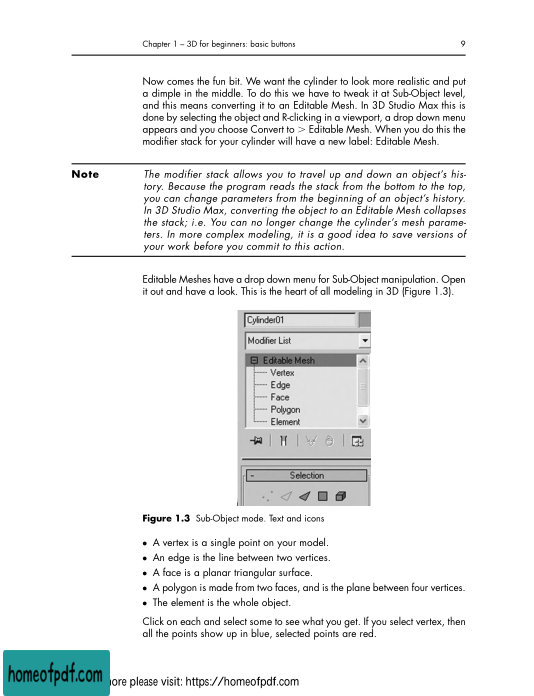 Chapter 1 – 3D for beginners: basic buttons 9
Now comes the fun bit. We want the cylinder to look more realistic and put
a dimple in the middle. To do this we have to tweak it at Sub-Object level,
and this means converting it to an Editable Mesh. In 3D Studio Max this is
done by selecting the object and R-clicking in a viewport, a drop down menu
appears and you choose Convert to > Editable Mesh. When you do this the
modifier stack for your cylinder will have a new label: Editable Mesh.
Note
The modifier stack allows you to travel up and down an object's his-
tory. Because the program reads the stack from the bottom to the top,
you can change parameters from the beginning of an object's history.
In 3D Studio Max, converting the object to an Editable Mesh collapses
the stack; i.e. You can no longer change the cylinder's mesh parame-
ters. In more complex modeling, it is a good idea to save versions of
your work before you commit to this action.
Editable Meshes have a drop down menu for Sub-Object manipulation. Open
it out and have a look. This is the heart of all modeling in 3D (Figure 1.3).
Cylinder01
Modifier List
Editable Mesh
Vertex
Edge
Face
Polygon
Element
- Selection
Figure 1.3 Sub-Object mode. Text and icons
• A vertex is a single point on your model.
• An edge is the line between two vertices.
• A face is a planar triangular surface.
• A polygon is made from two faces, and is the plane between four vertices.
• The element is the whole object.
Click on each and select some to see what you get. If you select vertex, then
all the points show up in blue, selected points are red.
homeofpdf.com
ore please visit: https://homeofpdf.com